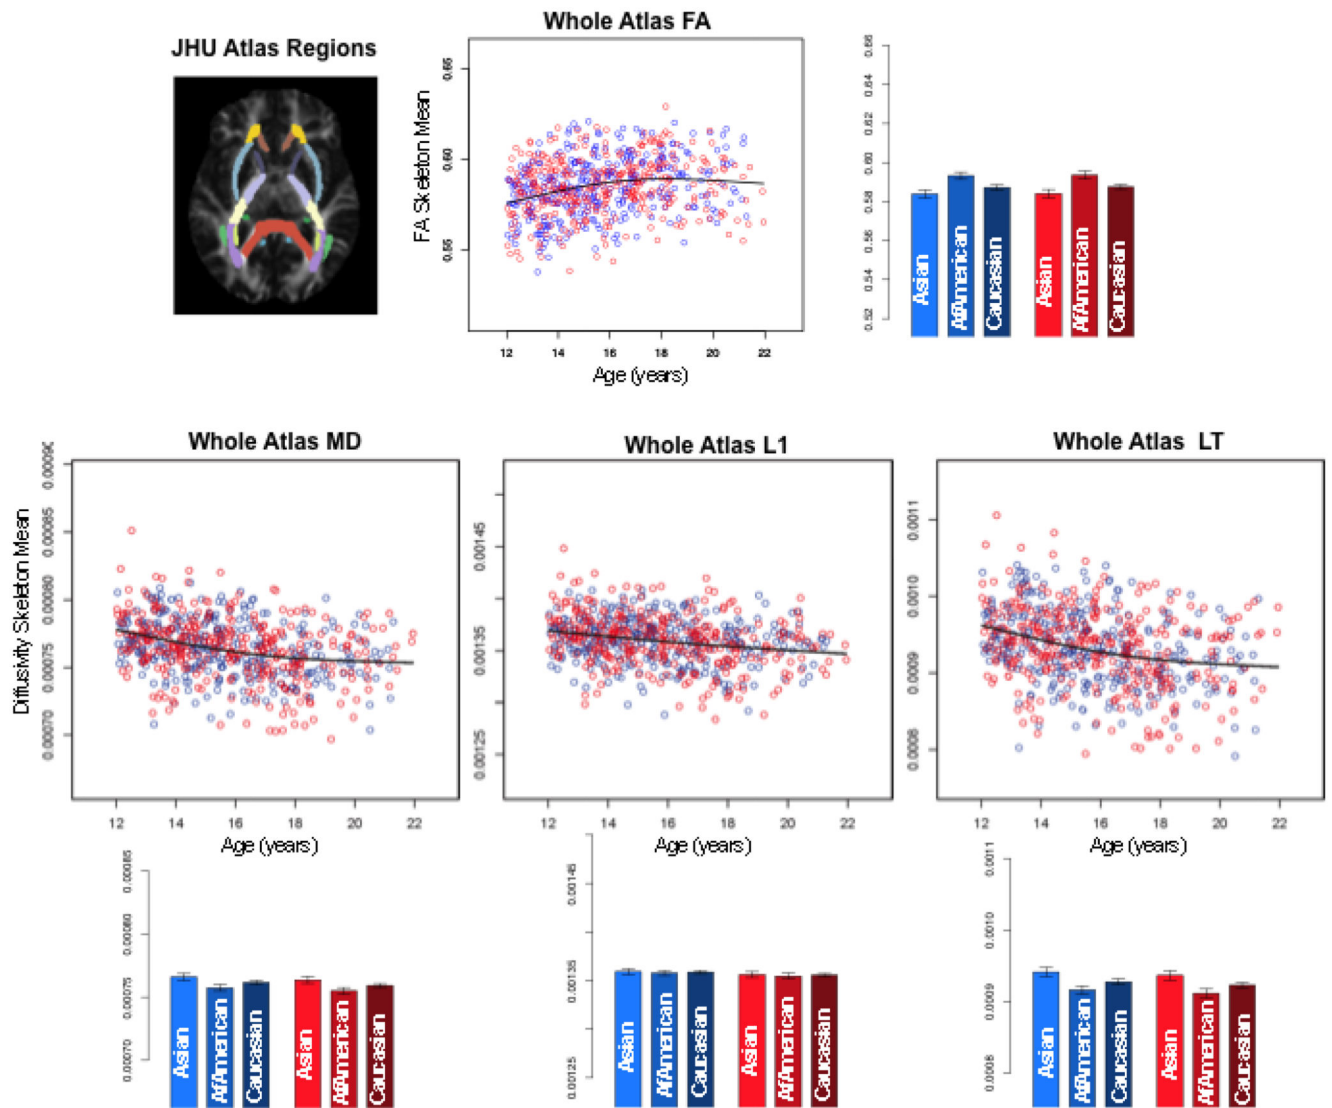 Whole Atlas FA
JHU Atlas Regions
FA Skeleton Mean
0.65
0.60
0.55
12 14 16 18 20 22
Age (years)
0.66
0.64
0.62
0.60
0.58
0.56
0.54
0.52
Asian
AfAmerican
Caucasian
Asian
AfAmerican
Caucasian
Whole Atlas MD
Diffusivity Skeleton Mean
0.00090
0.00085
0.00080
0.00075
0.00070
12 14 16 18 20 22
Age (years)
Whole Atlas L1
0.00145
0.00135
0.00125
12 14 16 18 20 22
Age (years)
Whole Atlas LT
0.0011
0.0010
0.0009
0.0008
12 14 16 18 20 22
Age (years)
0.00085
0.00080
0.00075
0.00070
Asian
AfAmerican
Caucasian
Asian
AfAmerican
Caucasian
0.00145
0.00135
0.00125
Asian
AfAmerican
Caucasian
Asian
AfAmerican
Caucasian
0.0011
0.0010
0.0009
0.0008
Asian
AfAmerican
Caucasian
Asian
AfAmerican
Caucasian